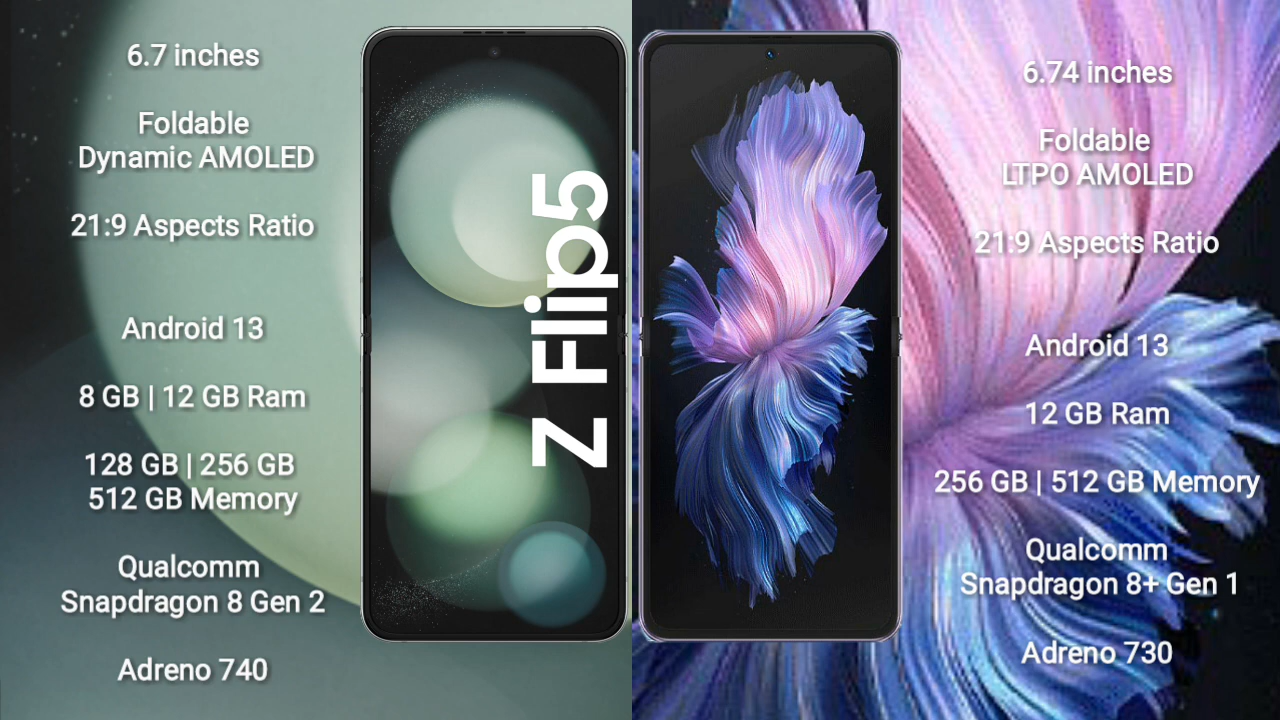 6.7 inches
Foldable
Dynamic AMOLED
21:9 Aspects Ratio
Android 13
8 GB | 12 GB Ram
128 GB | 256 GB
512 GB Memory
Qualcomm
Snapdragon 8 Gen 2
Adreno 740
Z Flip5
6.74 inches
Foldable
LTPO AMOLED
21:9 Aspects Ratio
Android 13
12 GB Ram
256 GB | 512 GB Memory
Qualcomm
Snapdragon 8+ Gen 1
Adreno 730